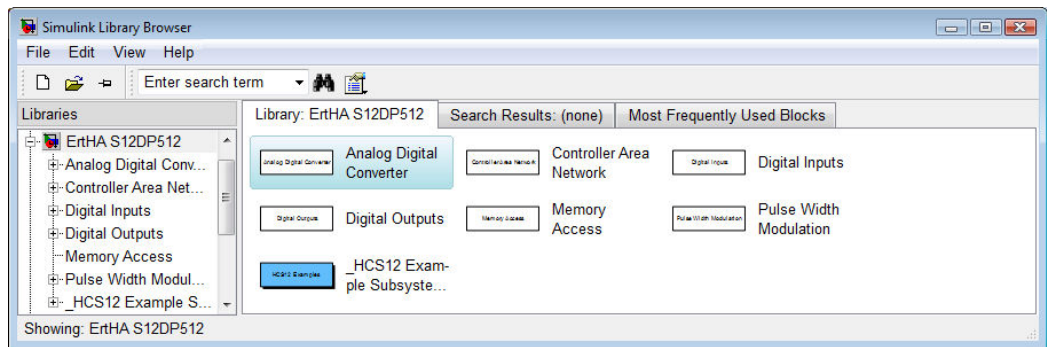 Simulink Library Browser
File Edit View Help
Enter search term
Libraries
Library: ErtHA S12DP512 Search Results: (none) Most Frequently Used Blocks
ErtHA S12DP512
Analog Digital Conv...
Controller Area Net...
Digital Inputs
Digital Outputs
Memory Access
Pulse Width Modul...
_HCS12 Example S...
Analog Digital Converter
Analog Digital
Converter
Controller Area Network
Controller Area
Network
Digital Inputs
Digital Inputs
Digital Outputs
Digital Outputs
Memory Access
Memory
Access
Pulse Width Modulation
Pulse Width
Modulation
HCS12 Examples
_HCS12 Exam-
ple Subsyste...
Showing: ErtHA S12DP512